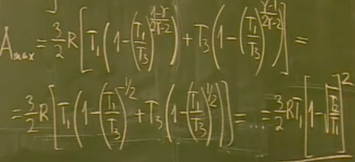 A_max = 3/2 R [ T₁ ( 1 - (T₁/T₃)^((1-γ)/(2γ-2)) ) + T₃ ( 1 - (T₁/T₃)^((γ-1)/(2γ-2)) ) ] =
= 3/2 R [ T₁ ( 1 - (T₁/T₃)^(-1/2) + T₃ ( 1 - (T₁/T₃)^(1/2) ) ] = = 3/2 R T₁ [ 1 - √(T₃/T₁) ]²